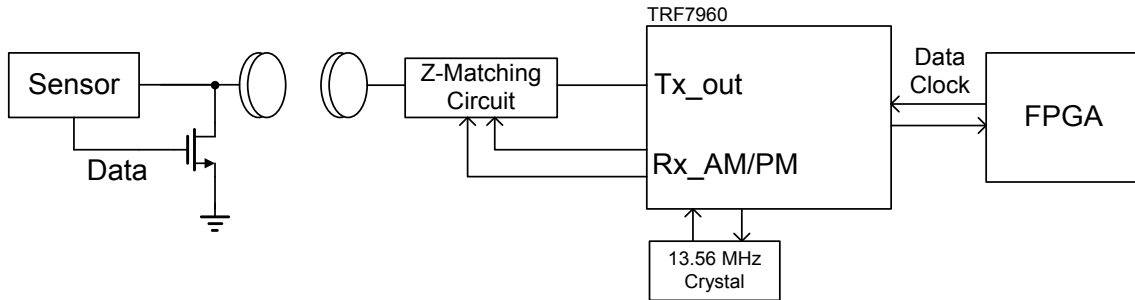 TRF7960
Sensor
Data
Z-Matching
Circuit
Tx_out
Rx_AM/PM
Data
Clock
FPGA
13.56 MHz
Crystal